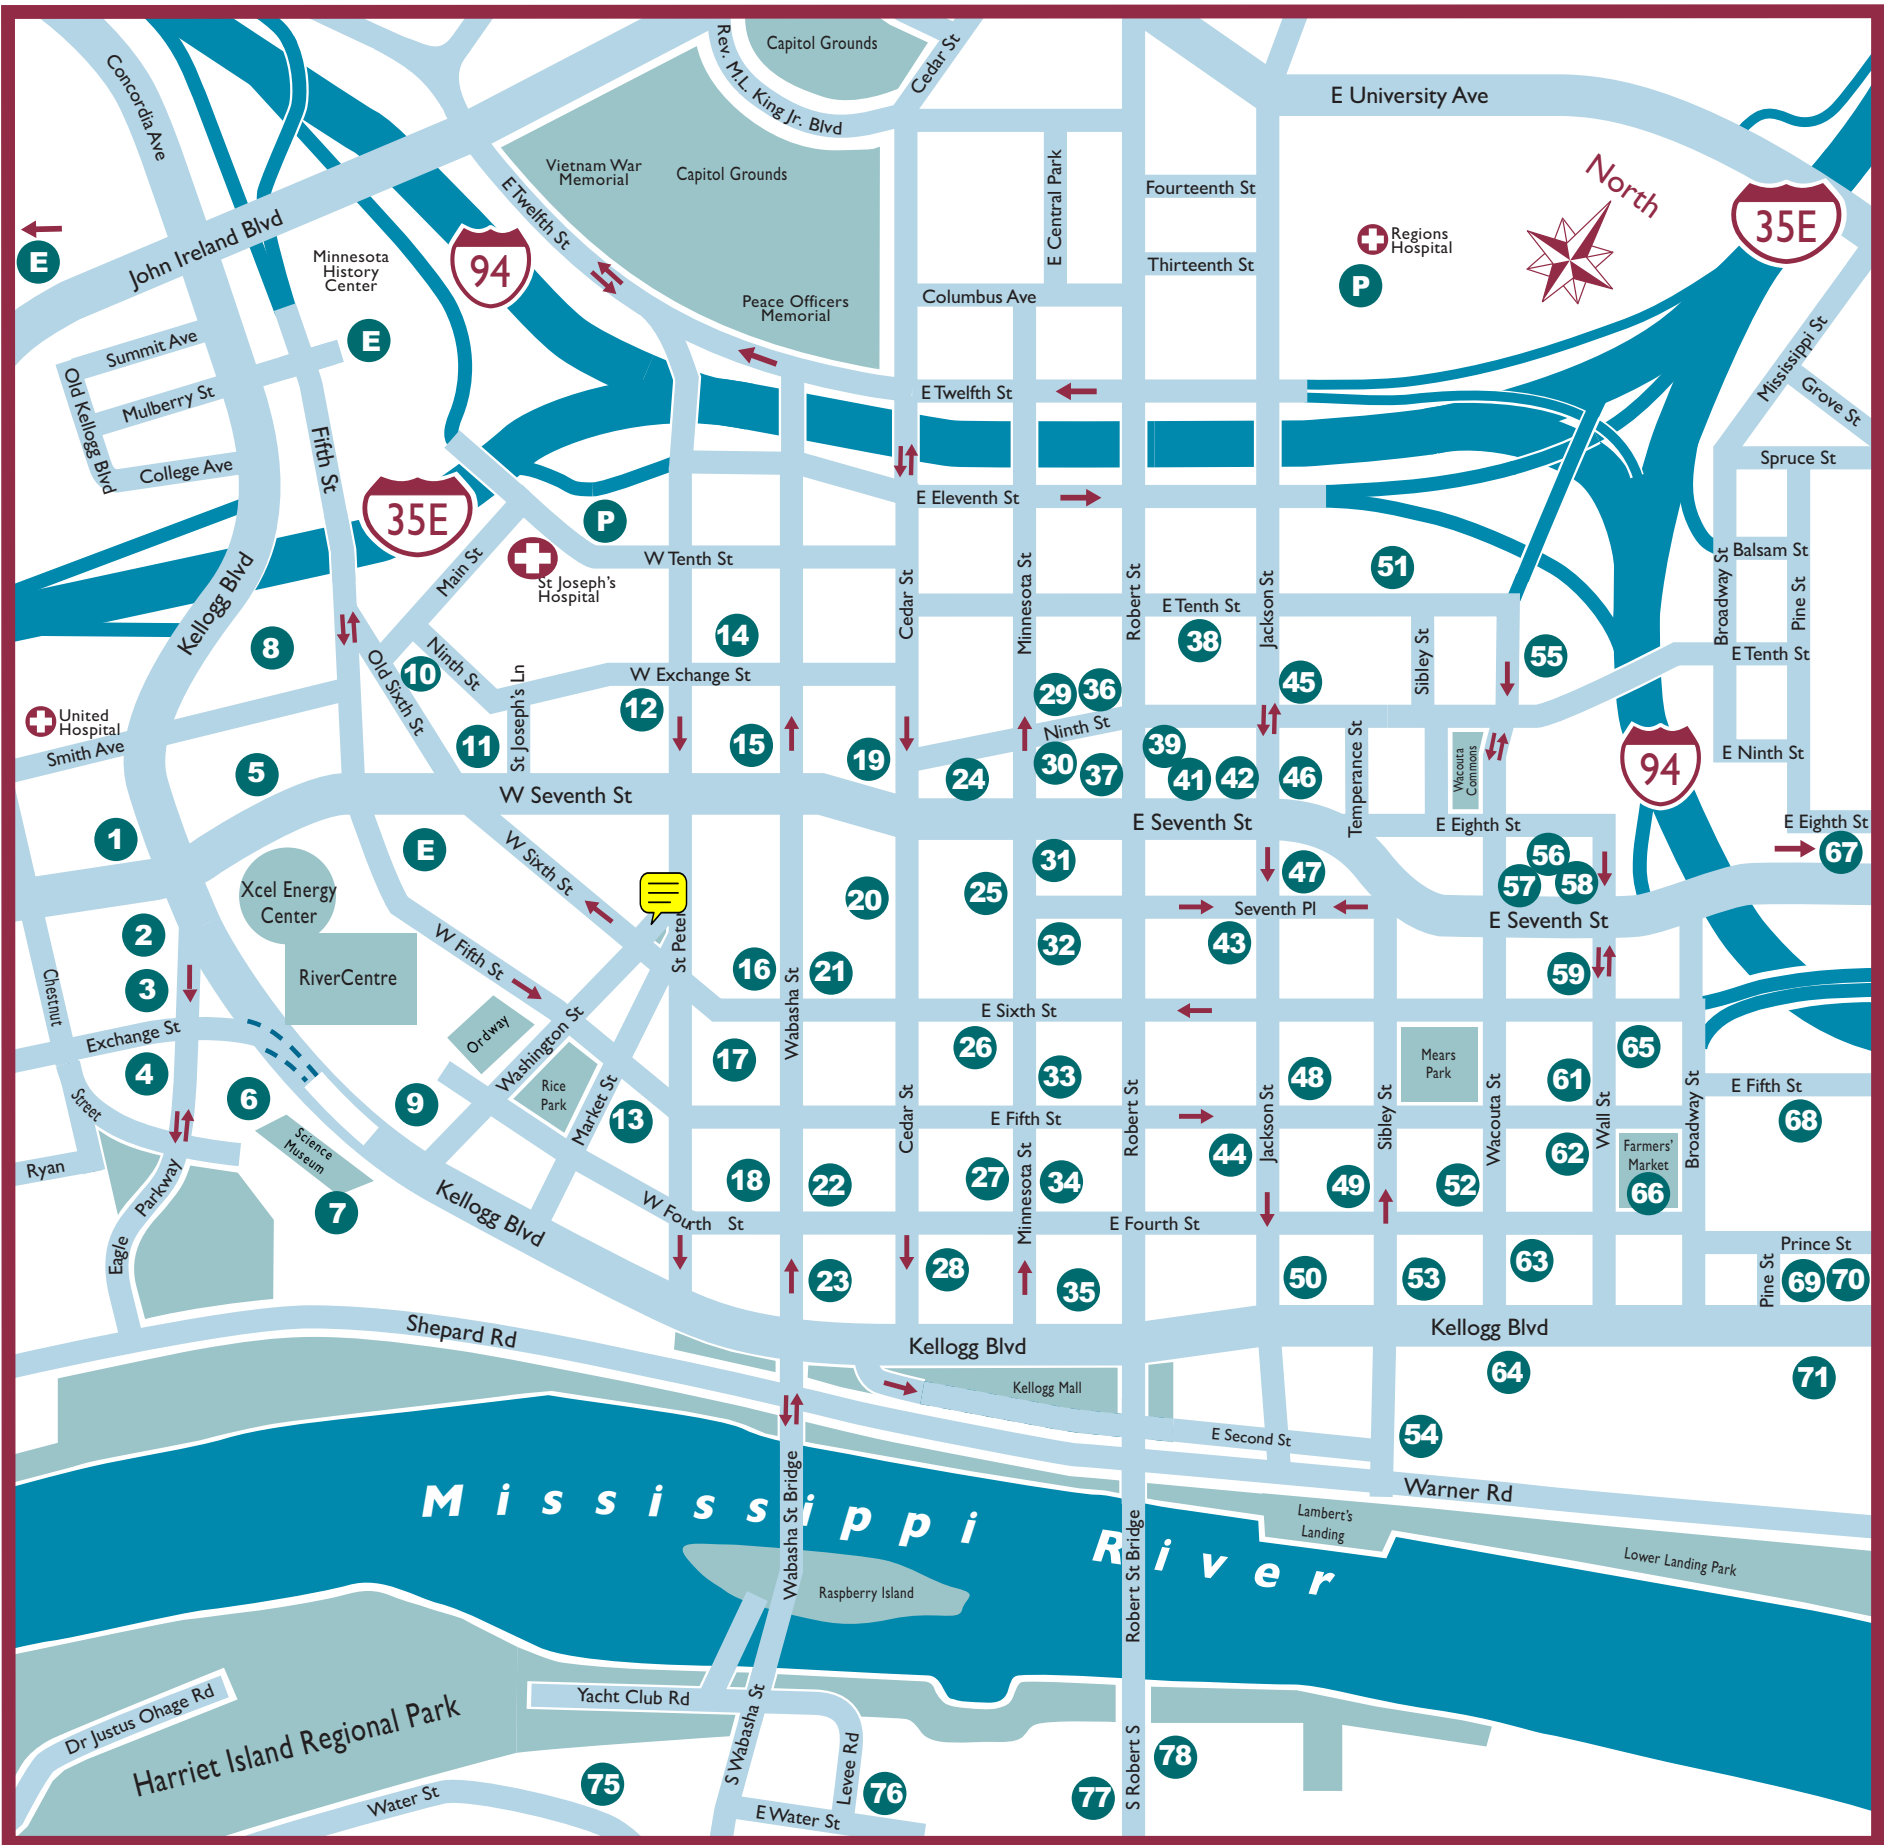 Capitol Grounds
Cedar St
Rev. M.L. King Jr. Blvd
Concordia Ave
E University Ave
Vietnam War
Memorial
Capitol Grounds
E Central Park
Fourteenth St
North
35E
Regions
Hospital
E
John Ireland Blvd
E Twelfth St
Minnesota
History
Center
94
Thirteenth St
P
Peace Officers
Memorial
Columbus Ave
Summit Ave
E
Mississippi St
Grove St
Old Kellogg Blvd
Mulberry St
E Twelfth St
College Ave
Fifth St
Spruce St
35E
P
E Eleventh St
Main St
St Joseph's
Hospital
W Tenth St
Cedar St
Minnesota St
Robert St
Jackson St
51
Broadway St
Balsam St
Pine St
Kellogg Blvd
E Tenth St
8
14
38
Sibley St
55
E Tenth St
Old Sixth St
10
Ninth St
St Joseph's Ln
W Exchange St
12
29
36
45
United
Hospital
Smith Ave
11
15
19
Ninth St
39
Temperance St
Wacouta
Commons
94
E Ninth St
5
24
30
37
41
42
46
W Seventh St
E Seventh St
E Eighth St
E Eighth St
1
W Sixth St
E
31
47
56
57
58
67
Xcel Energy
Center
St Peter
20
25
Seventh Pl
E Seventh St
2
W Fifth St
32
43
RiverCentre
3
16
21
59
Chestnut
Street
Exchange St
Ordway
Washington St
Wabasha St
E Sixth St
4
17
26
Mears
Park
65
6
9
Rice
Park
Market St
13
33
48
61
E Fifth St
Science
Museum
Cedar St
E Fifth St
Robert St
Jackson St
Sibley St
Wacouta St
Wall St
Broadway St
68
Ryan
Eagle
Parkway
7
18
22
27
Minnesota St
34
44
49
52
62
Farmers'
Market
66
Kellogg Blvd
W Fourth St
E Fourth St
Prince St
23
28
35
50
53
63
Pine St
69
70
Shepard Rd
Kellogg Blvd
Kellogg Blvd
64
71
Kellogg Mall
E Second St
54
Wabasha St Bridge
Warner Rd
Mississippi River
Robert St Bridge
Lambert's
Landing
Lower Landing Park
Raspberry Island
Dr Justus Ohage Rd
Yacht Club Rd
S Wabasha St
Levee Rd
Harriet Island Regional Park
75
76
77
78
S Robert S
Water St
E Water St